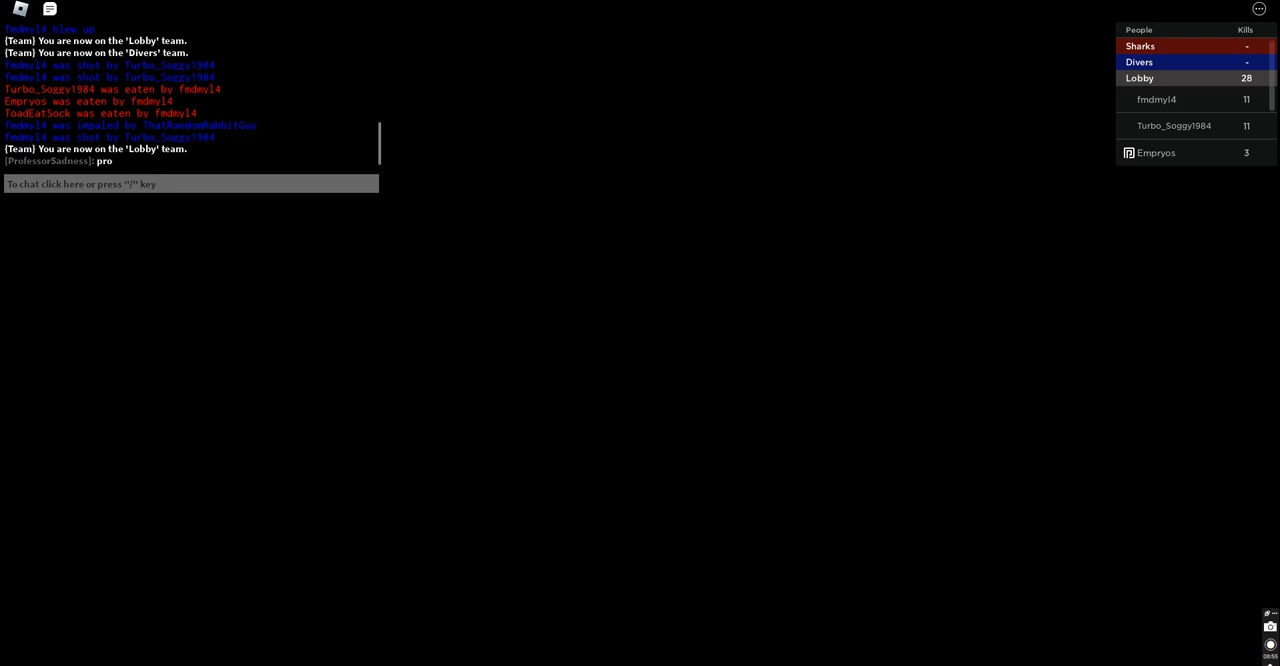 fmdmyl4 blew up
{Team} You are now on the 'Lobby' team.
{Team} You are now on the 'Divers' team.
fmdmyl4 was shot by Turbo_Soggy1984
fmdmyl4 was shot by Turbo_Soggy1984
Turbo_Soggy1984 was eaten by fmdmyl4
Empryos was eaten by fmdmyl4
ToadEatSock was eaten by fmdmyl4
fmdmyl4 was impaled by ThatRandomRabbitGuy
fmdmyl4 was shot by Turbo_Soggy1984
{Team} You are now on the 'Lobby' team.
[ProfessorSadness]: pro
To chat click here or press "/" key
People Kills
Sharks -
Divers -
Lobby 28
fmdmyl4 11
Turbo_Soggy1984 11
Empryos 3
08:55